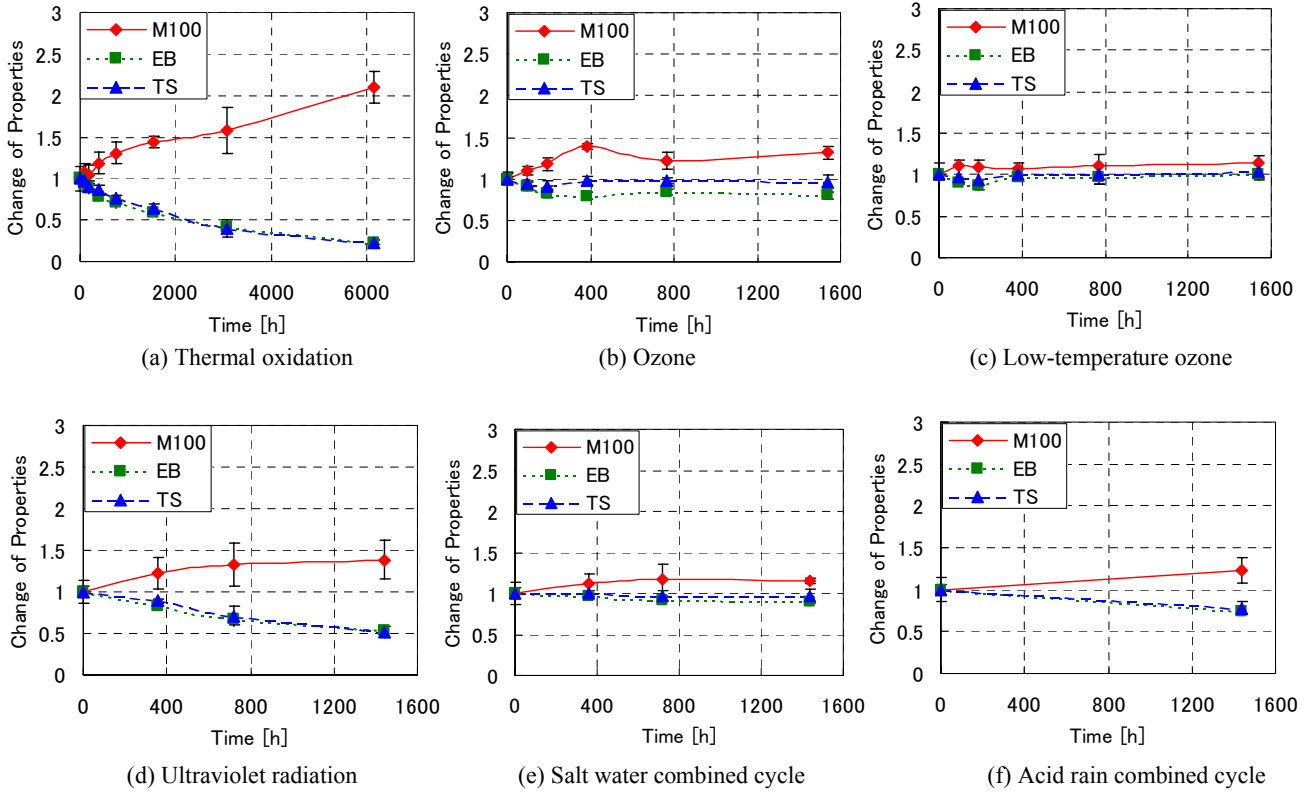 Change of Properties
3
2.5
2
1.5
1
0.5
0
M100
EB
TS
0 2000 4000 6000
Time [h]
(a) Thermal oxidation
Change of Properties
3
2.5
2
1.5
1
0.5
0
M100
EB
TS
0 400 800 1200 1600
Time [h]
(b) Ozone
Change of Properties
3
2.5
2
1.5
1
0.5
0
M100
EB
TS
0 400 800 1200 1600
Time [h]
(c) Low-temperature ozone
Change of Properties
3
2.5
2
1.5
1
0.5
0
M100
EB
TS
0 400 800 1200 1600
Time [h]
(d) Ultraviolet radiation
Change of Properties
3
2.5
2
1.5
1
0.5
0
M100
EB
TS
0 400 800 1200 1600
Time [h]
(e) Salt water combined cycle
Change of Properties
3
2.5
2
1.5
1
0.5
0
M100
EB
TS
0 400 800 1200 1600
Time [h]
(f) Acid rain combined cycle